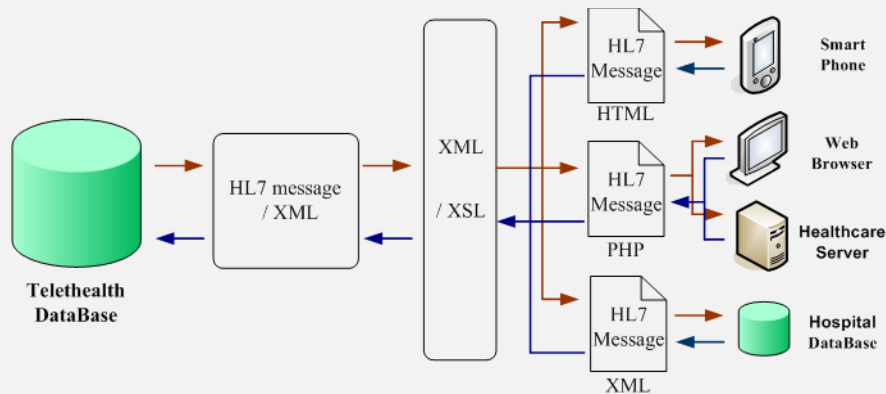 Telethealth
DataBase
HL7 message
/ XML
XML
/ XSL
HL7
Message
HTML
HL7
Message
PHP
HL7
Message
XML
Smart
Phone
Web
Browser
Healthcare
Server
Hospital
DataBase